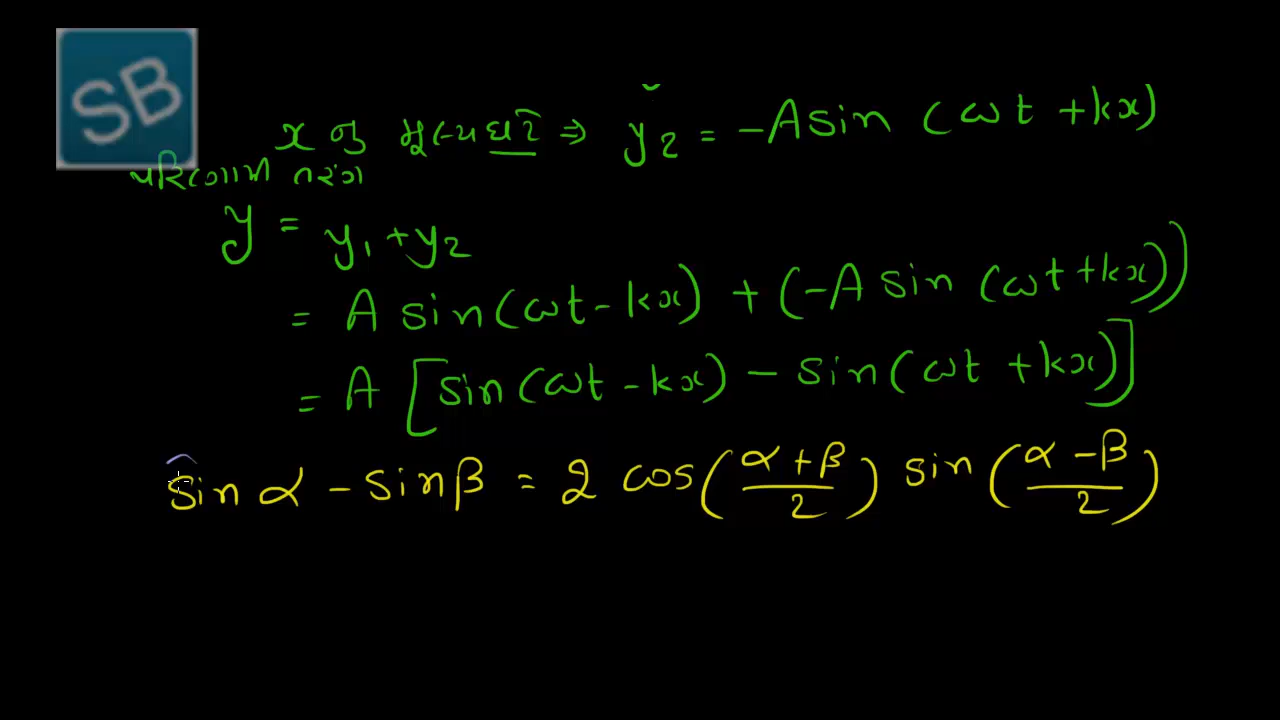 SB
x નું મૂલ્ય ઘટે ⇒ y₂ = -A sin (ωt + kx)
પરિણામી તરંગ
y = y₁ + y₂
= A sin(ωt - kx) + (-A sin (ωt + kx))
= A [sin(ωt - kx) - sin(ωt + kx)]
sin α - sin β = 2 cos((α + β)/2) sin((α - β)/2)